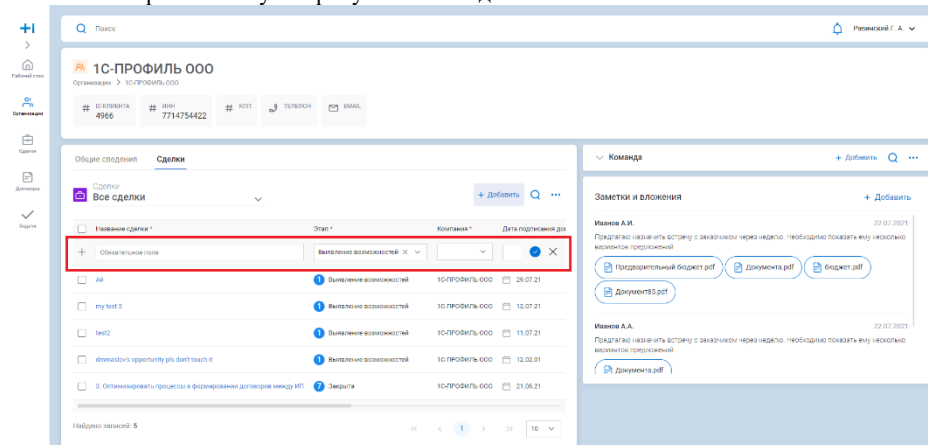 Поиск
Равинский Г. А.
Рабочий стол
Организации
Сделки
Договоры
Задачи
1С-ПРОФИЛЬ ООО
Организации > 1С-ПРОФИЛЬ ООО
ID КЛИЕНТА
4966
ИНН
7714754422
КПП
ТЕЛЕФОН
EMAIL
Общие сведения Сделки
Сделки
Все сделки
+ Добавить
Название сделки * Этап * Компания * Дата подписания дог
Обязательное поле Выявление возможностей
All 1 Выявление возможностей 1С-ПРОФИЛЬ ООО 29.07.21
my test 3 1 Выявление возможностей 1С-ПРОФИЛЬ ООО 12.07.21
test2 1 Выявление возможностей 1С-ПРОФИЛЬ ООО 11.07.21
dmmaslov's opportunity pls don't touch it 1 Выявление возможностей 1С-ПРОФИЛЬ ООО 12.02.01
3. Оптимизировать процессы в формировании договоров между ИП 7 Закрыта 1С-ПРОФИЛЬ ООО 21.06.21
Найдено записей: 5
1
10
Команда
+ Добавить
Заметки и вложения
+ Добавить
Иванов А.И. 22.07.2021
Предлагаю назначить встречу с заказчиком через неделю. Необходимо показать ему несколько
вариантов предложений
Предварительный бюджет.pdf Документа.pdf бюджет.pdf
Документ85.pdf
Иванов А.А. 22.07.2021
Предлагаю назначить встречу с заказчиком через неделю. Необходимо показать ему несколько
вариантов предложений
Документа.pdf